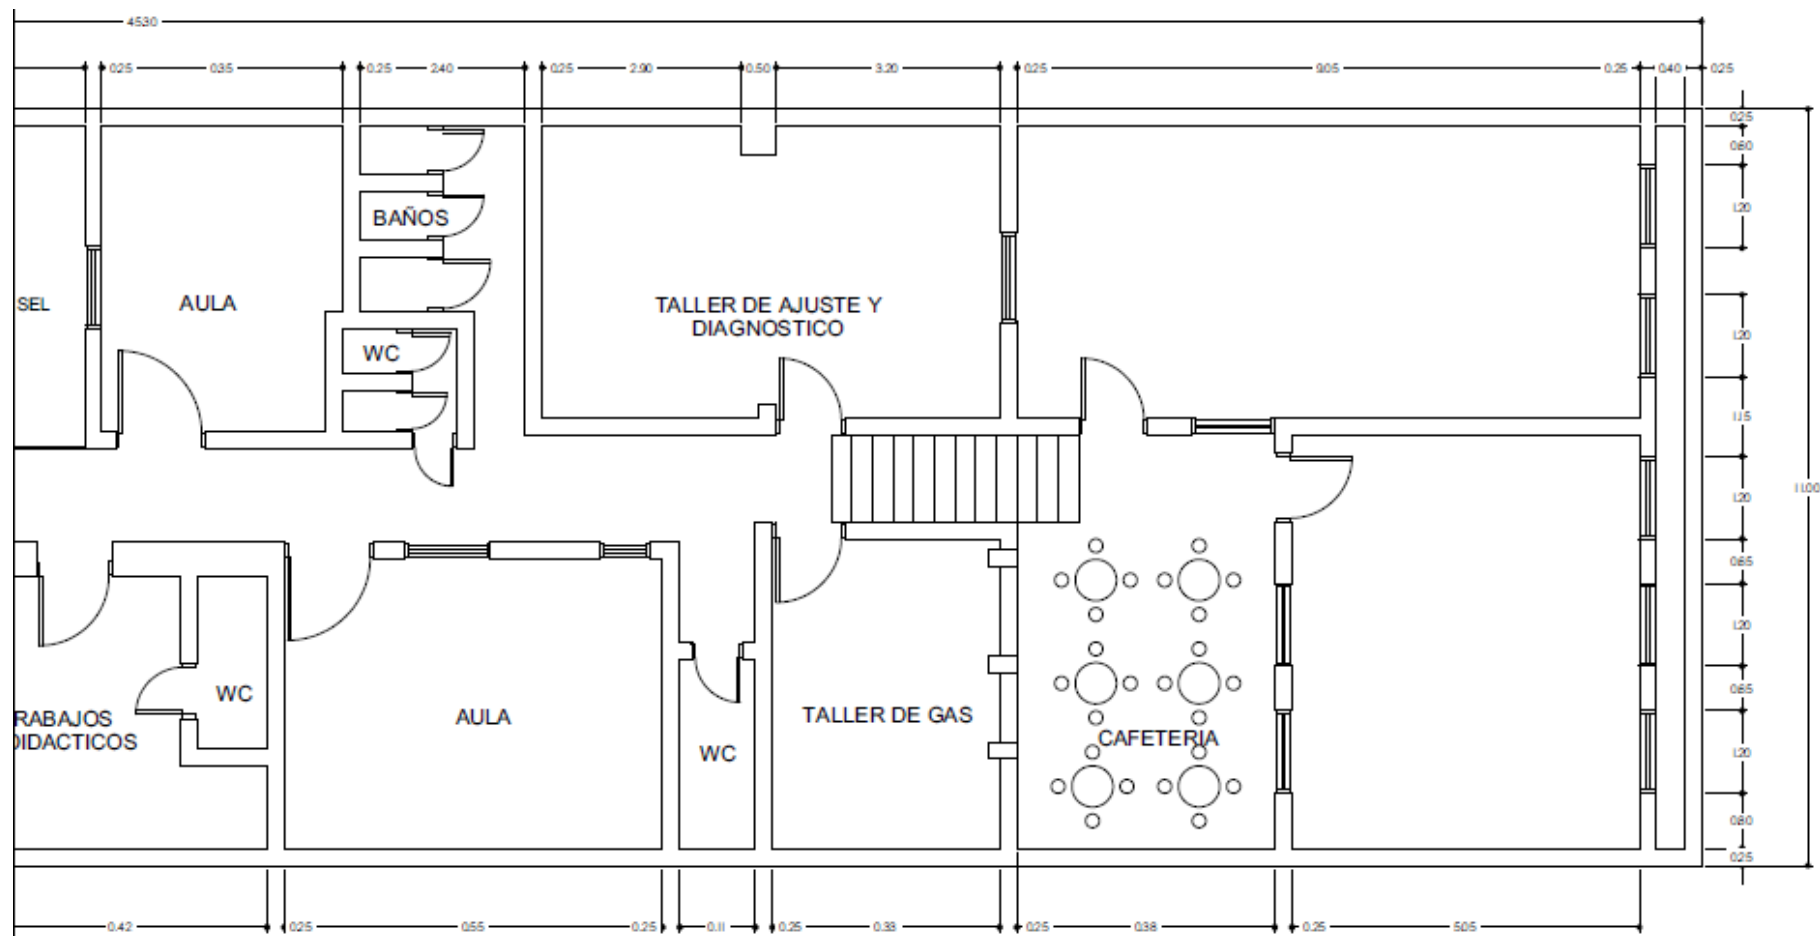 45.30
0.25 0.35 0.25 2.40 0.25 2.90 0.50 3.20 0.25 9.05 0.25 0.40 0.25
0.25
0.60
1.20
BAÑOS
SEL
AULA
TALLER DE AJUSTE Y
DIAGNOSTICO
1.20
WC
1.15
1.20
11.00
0.65
1.20
WC
0.65
RABAJOS
DIDACTICOS
AULA
TALLER DE GAS
CAFETERIA
WC
1.20
0.80
0.25
0.42 0.25 0.55 0.25 0.11 0.25 0.33 0.25 0.38 0.25 5.05